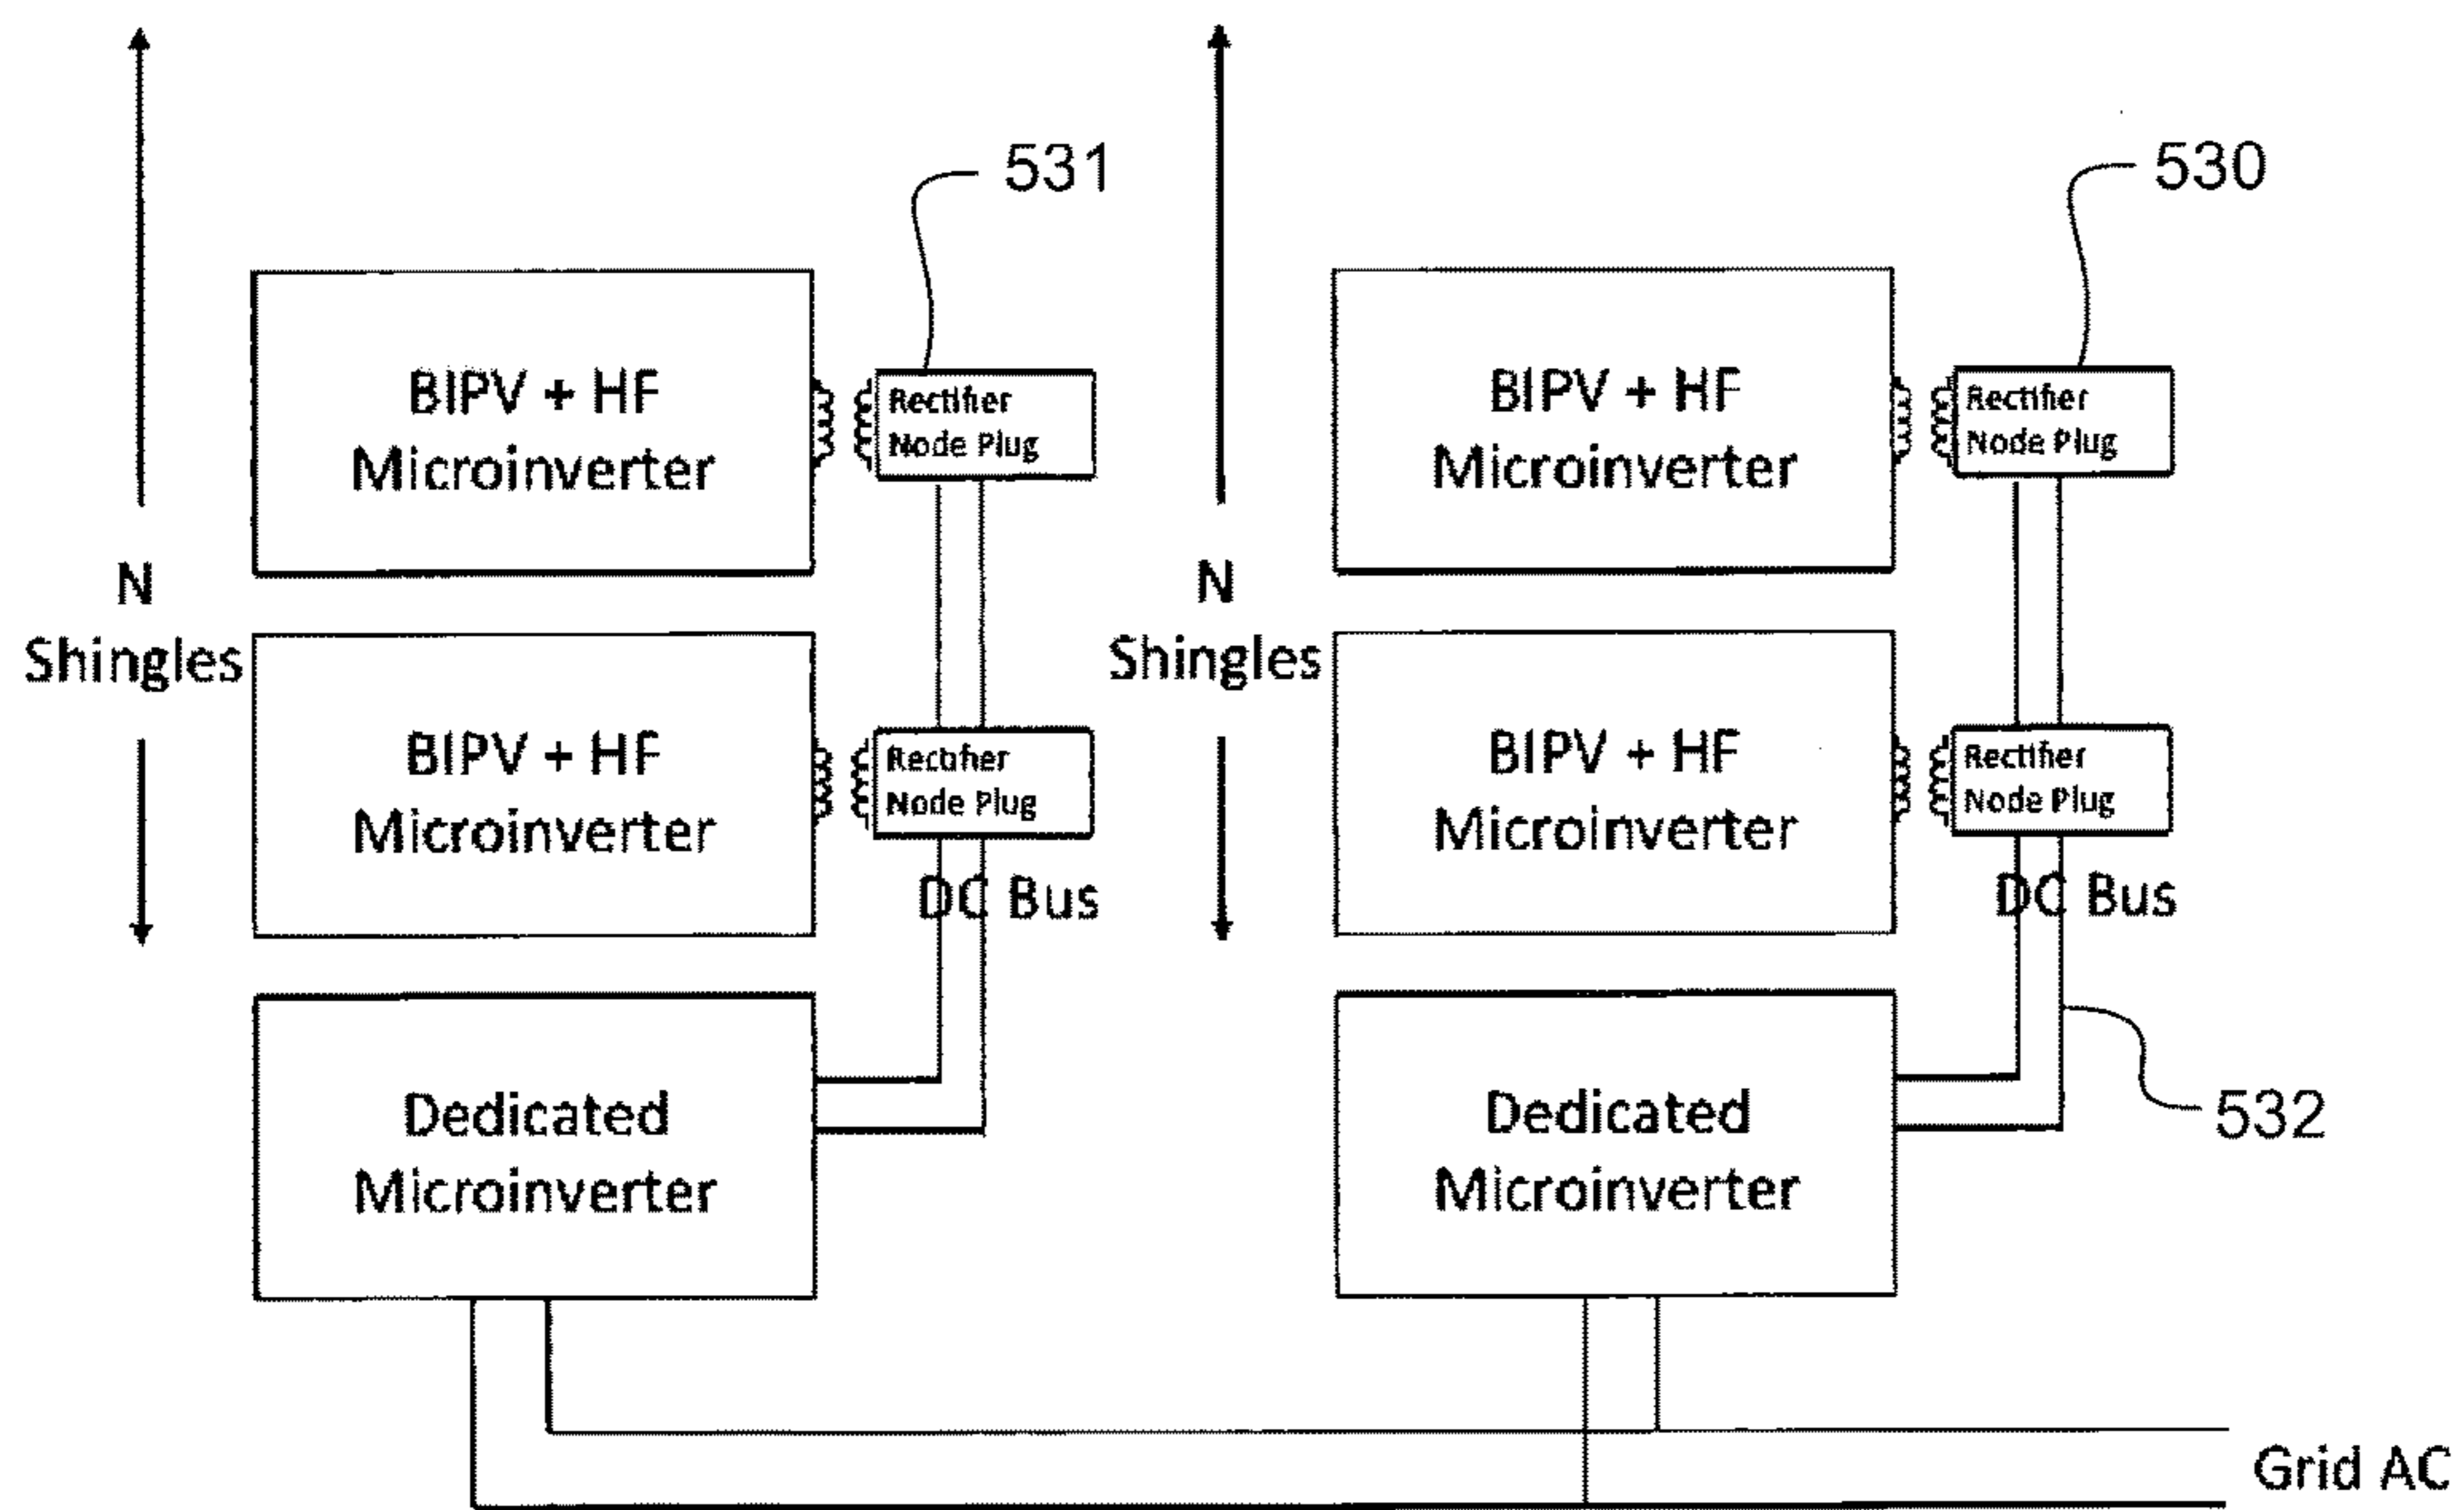 531
530
BIPV + HF
Microinverter
Rectifier
Node Plug
BIPV + HF
Microinverter
Rectifier
Node Plug
N
Shingles
N
Shingles
BIPV + HF
Microinverter
Rectifier
Node Plug
DC Bus
BIPV + HF
Microinverter
Rectifier
Node Plug
DC Bus
Dedicated
Microinverter
Dedicated
Microinverter
532
Grid AC